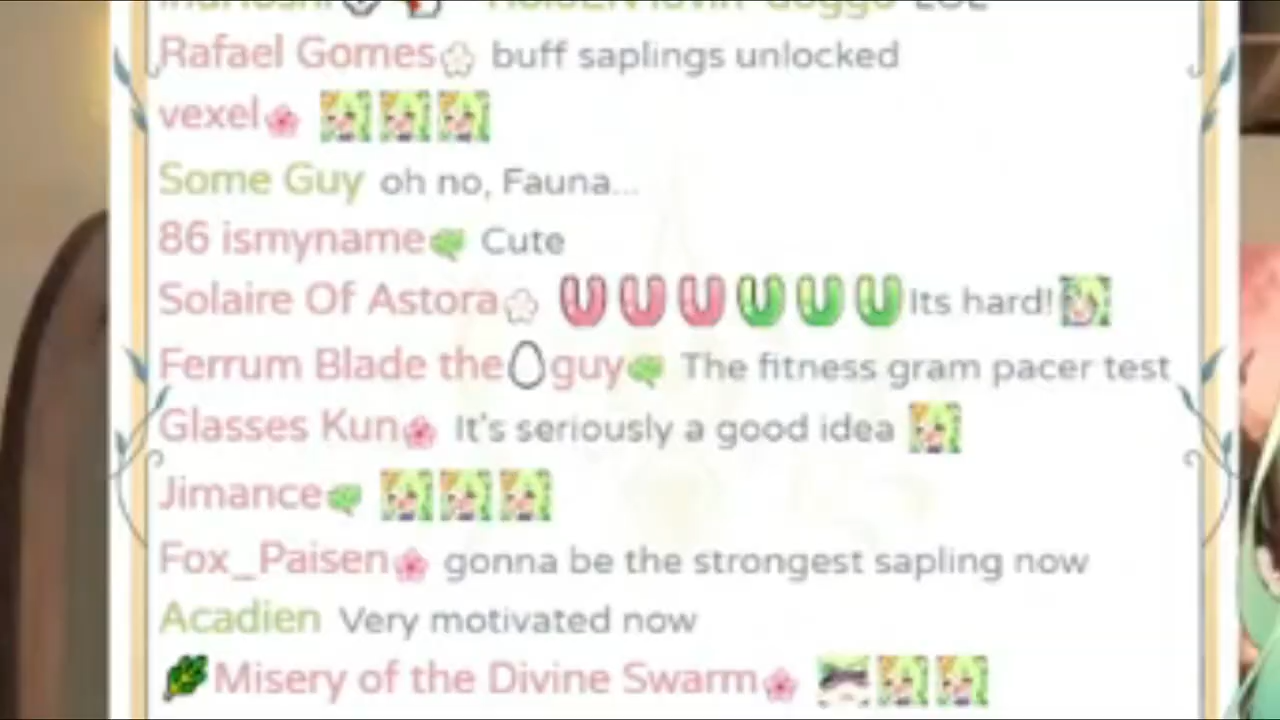 LOL
Rafael Gomes buff saplings unlocked
vexel
Some Guy oh no, Fauna...
86 ismyname Cute
Solaire Of Astora Its hard!
Ferrum Blade the guy The fitness gram pacer test
Glasses Kun It's seriously a good idea
Jimance
Fox_Paisen gonna be the strongest sapling now
Acadien Very motivated now
Misery of the Divine Swarm